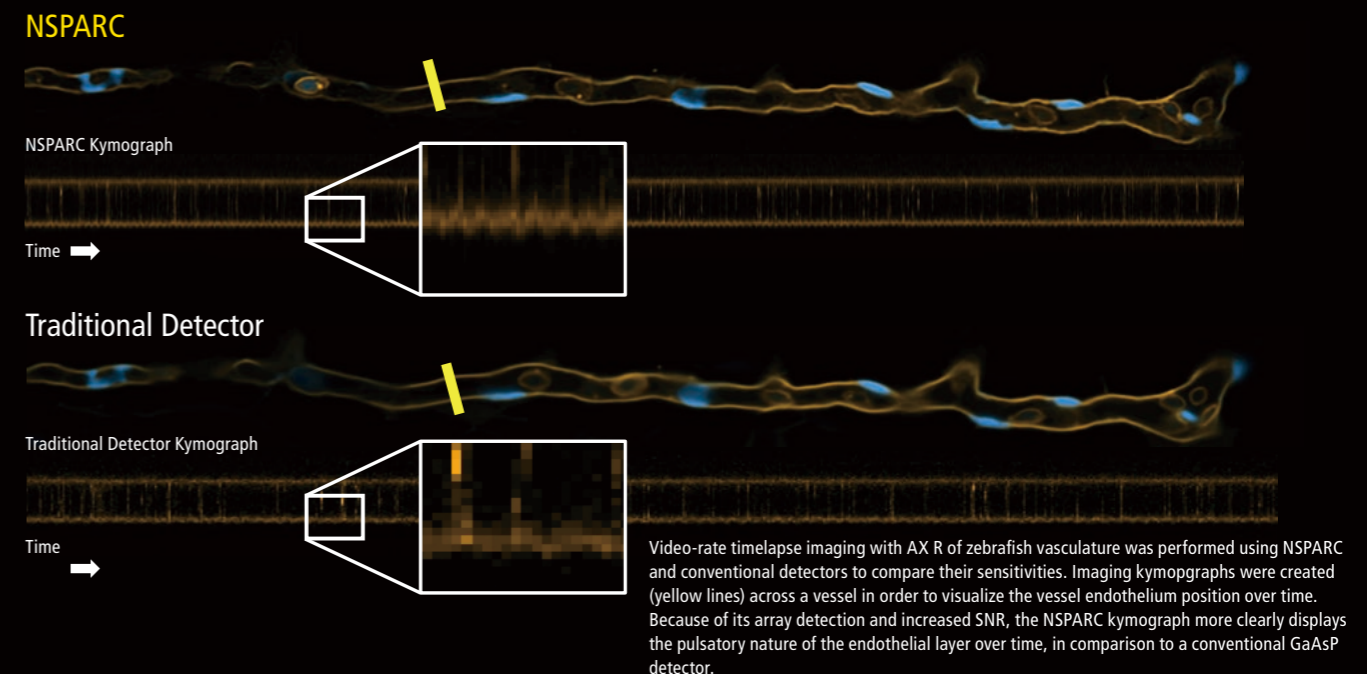 NSPARC
NSPARC Kymograph
Time
Traditional Detector
Traditional Detector Kymograph
Time
Video-rate timelapse imaging with AX R of zebrafish vasculature was performed using NSPARC
and conventional detectors to compare their sensitivities. Imaging kymopgraphs were created
(yellow lines) across a vessel in order to visualize the vessel endothelium position over time.
Because of its array detection and increased SNR, the NSPARC kymograph more clearly displays
the pulsatory nature of the endothelial layer over time, in comparison to a conventional GaAsP
detector.